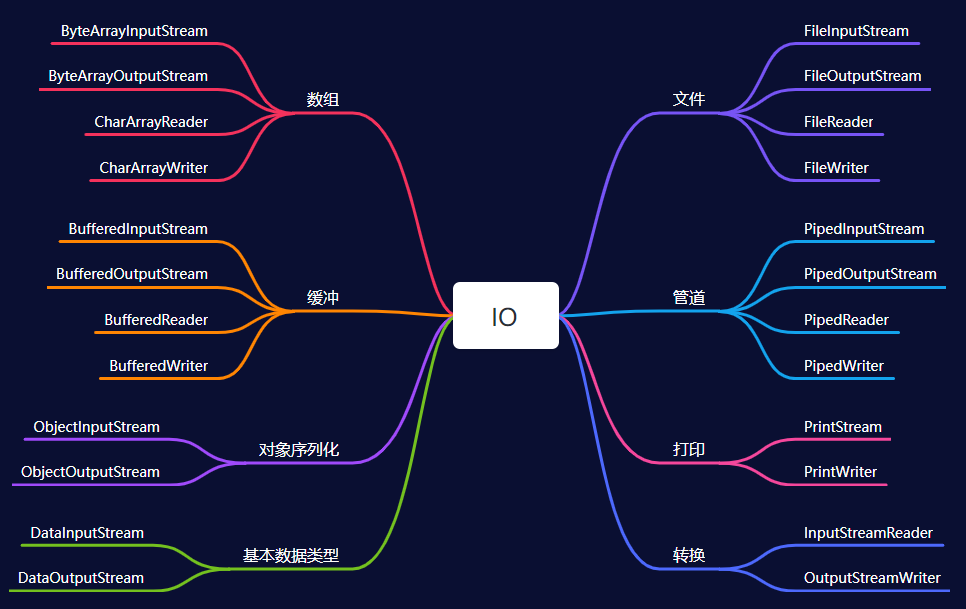 IO
数组
ByteArrayInputStream
ByteArrayOutputStream
CharArrayReader
CharArrayWriter
缓冲
BufferedInputStream
BufferedOutputStream
BufferedReader
BufferedWriter
对象序列化
ObjectInputStream
ObjectOutputStream
基本数据类型
DataInputStream
DataOutputStream
文件
FileInputStream
FileOutputStream
FileReader
FileWriter
管道
PipedInputStream
PipedOutputStream
PipedReader
PipedWriter
打印
PrintStream
PrintWriter
转换
InputStreamReader
OutputStreamWriter